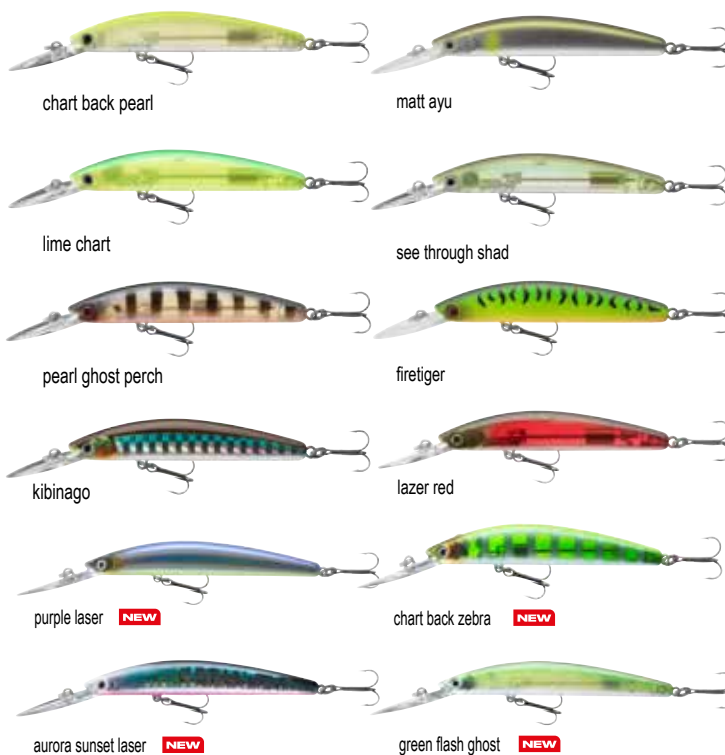 chart back pearl
matt ayu
lime chart
see through shad
pearl ghost perch
firetiger
kibinago
lazer red
purple laser NEW
chart back zebra NEW
aurora sunset laser NEW
green flash ghost NEW